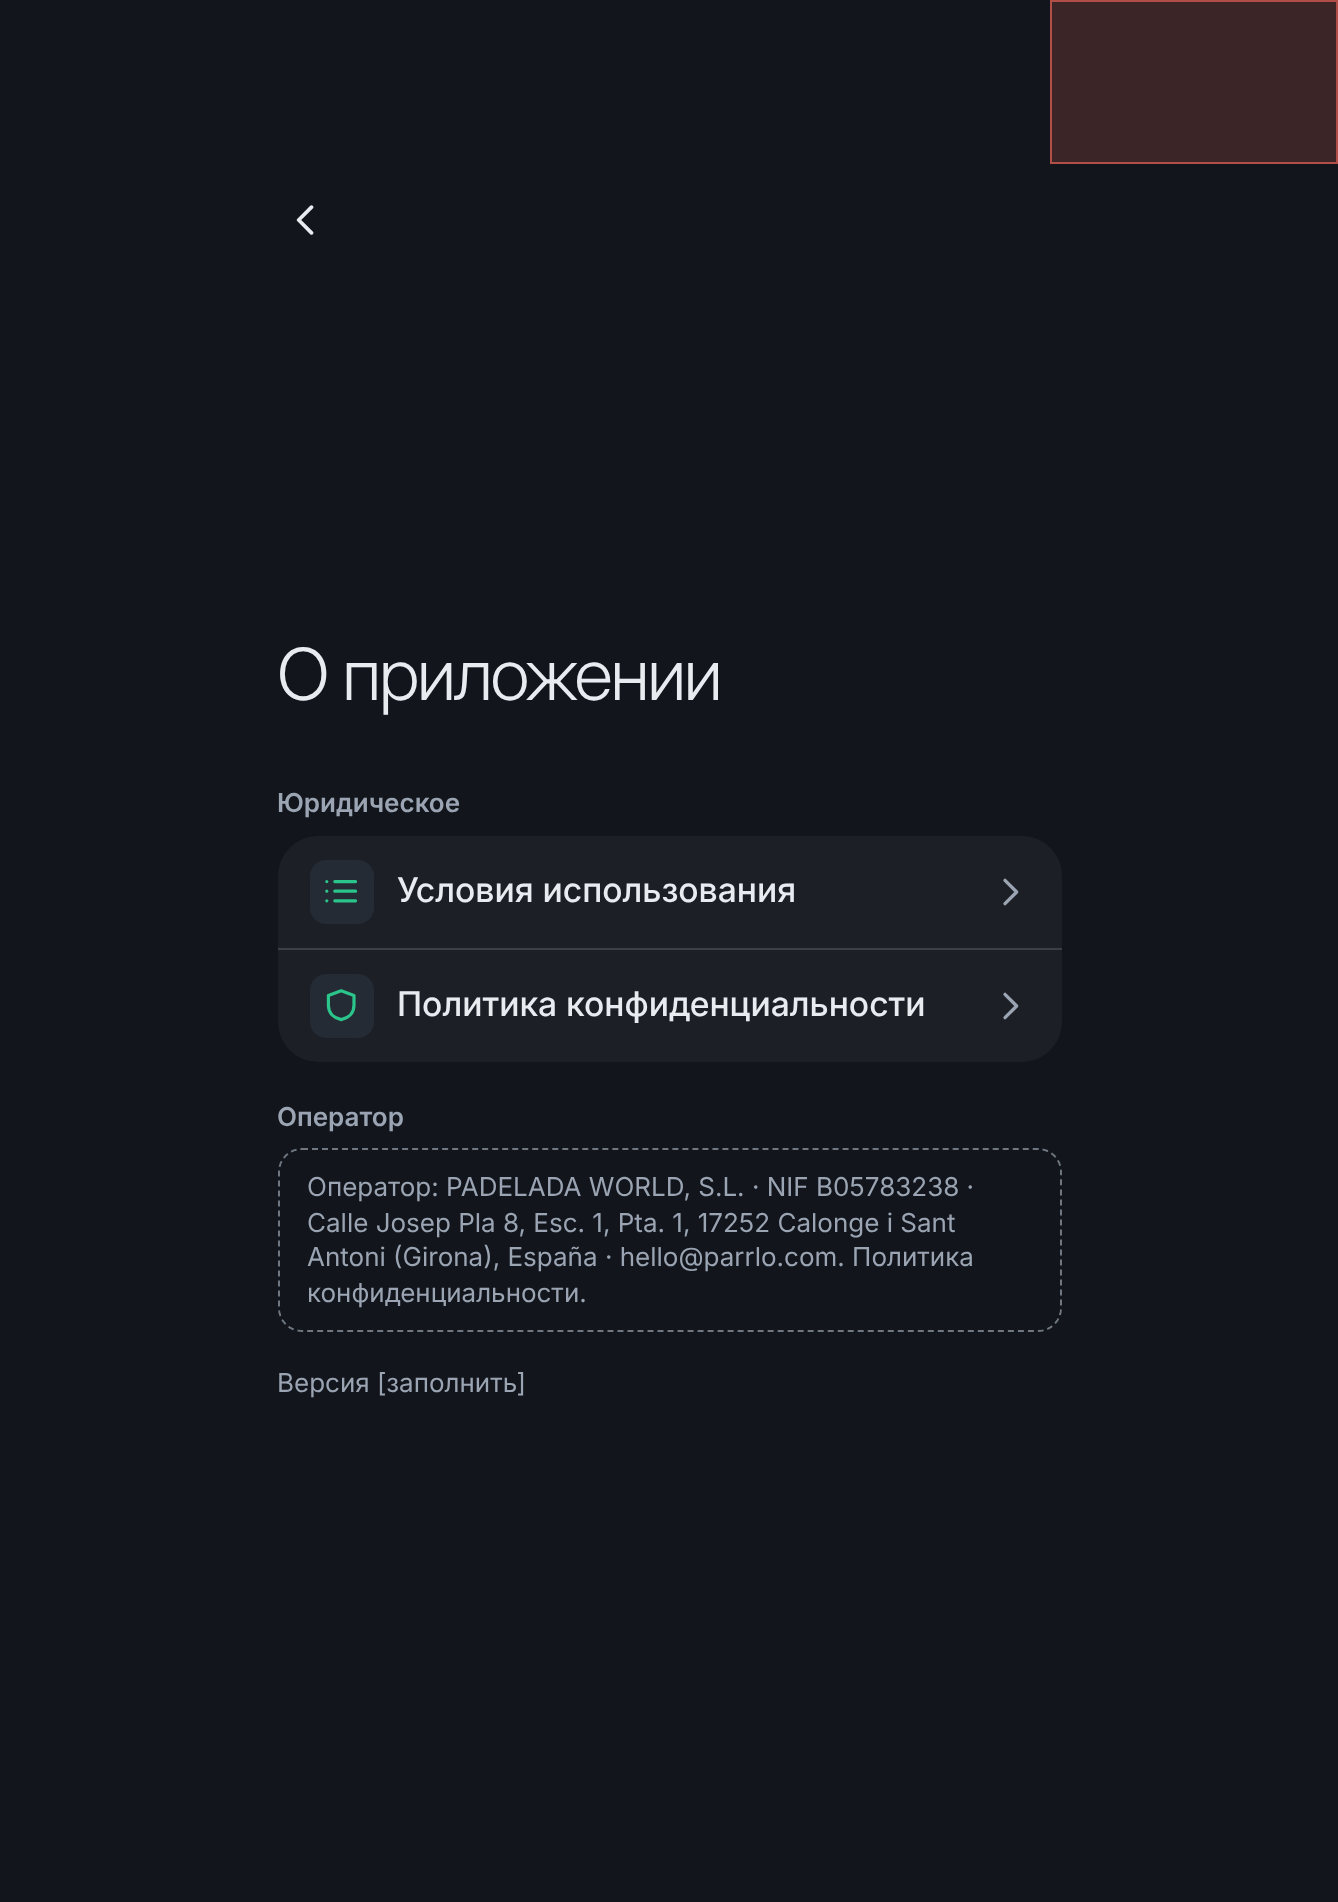 О приложении
Юридическое
Условия использования
Политика конфиденциальности
Оператор
Оператор: PADELADA WORLD, S.L. · NIF B05783238 ·
Calle Josep Pla 8, Esc. 1, Pta. 1, 17252 Calonge i Sant
Antoni (Girona), España · hello@parrlo.com. Политика
конфиденциальности.
Версия [заполнить]